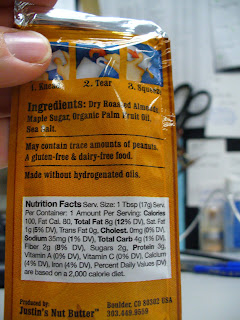 1. Knead 2. Tear 3. Squeeze
Ingredients: Dry Roasted Almonds,
Maple Sugar, Organic Palm Fruit Oil,
Sea Salt.
May contain trace amounts of peanuts.
A gluten-free & dairy-free food.
Made without hydrogenated oils.
Nutrition Facts Serv. Size: 1 Tbsp (17g) Serv.
Per Container: 1 Amount Per Serving: Calories
100, Fat Cal. 80, Total Fat 8g (12% DV), Sat. Fat
1g (5% DV), Trans Fat 0g, Cholest. 0mg (0% DV),
Sodium 35mg (1% DV), Total Carb 4g (1% DV),
Fiber 2g (8% DV), Sugars 2g, Protein 3g,
Vitamin A (0% DV), Vitamin C (0% DV), Calcium
(4% DV), Iron (4% DV), Percent Daily Values (DV)
are based on a 2,000 calorie diet.
Produced by: Boulder, CO 80302 USA
Justin's Nut Butter™ 303.449.9559